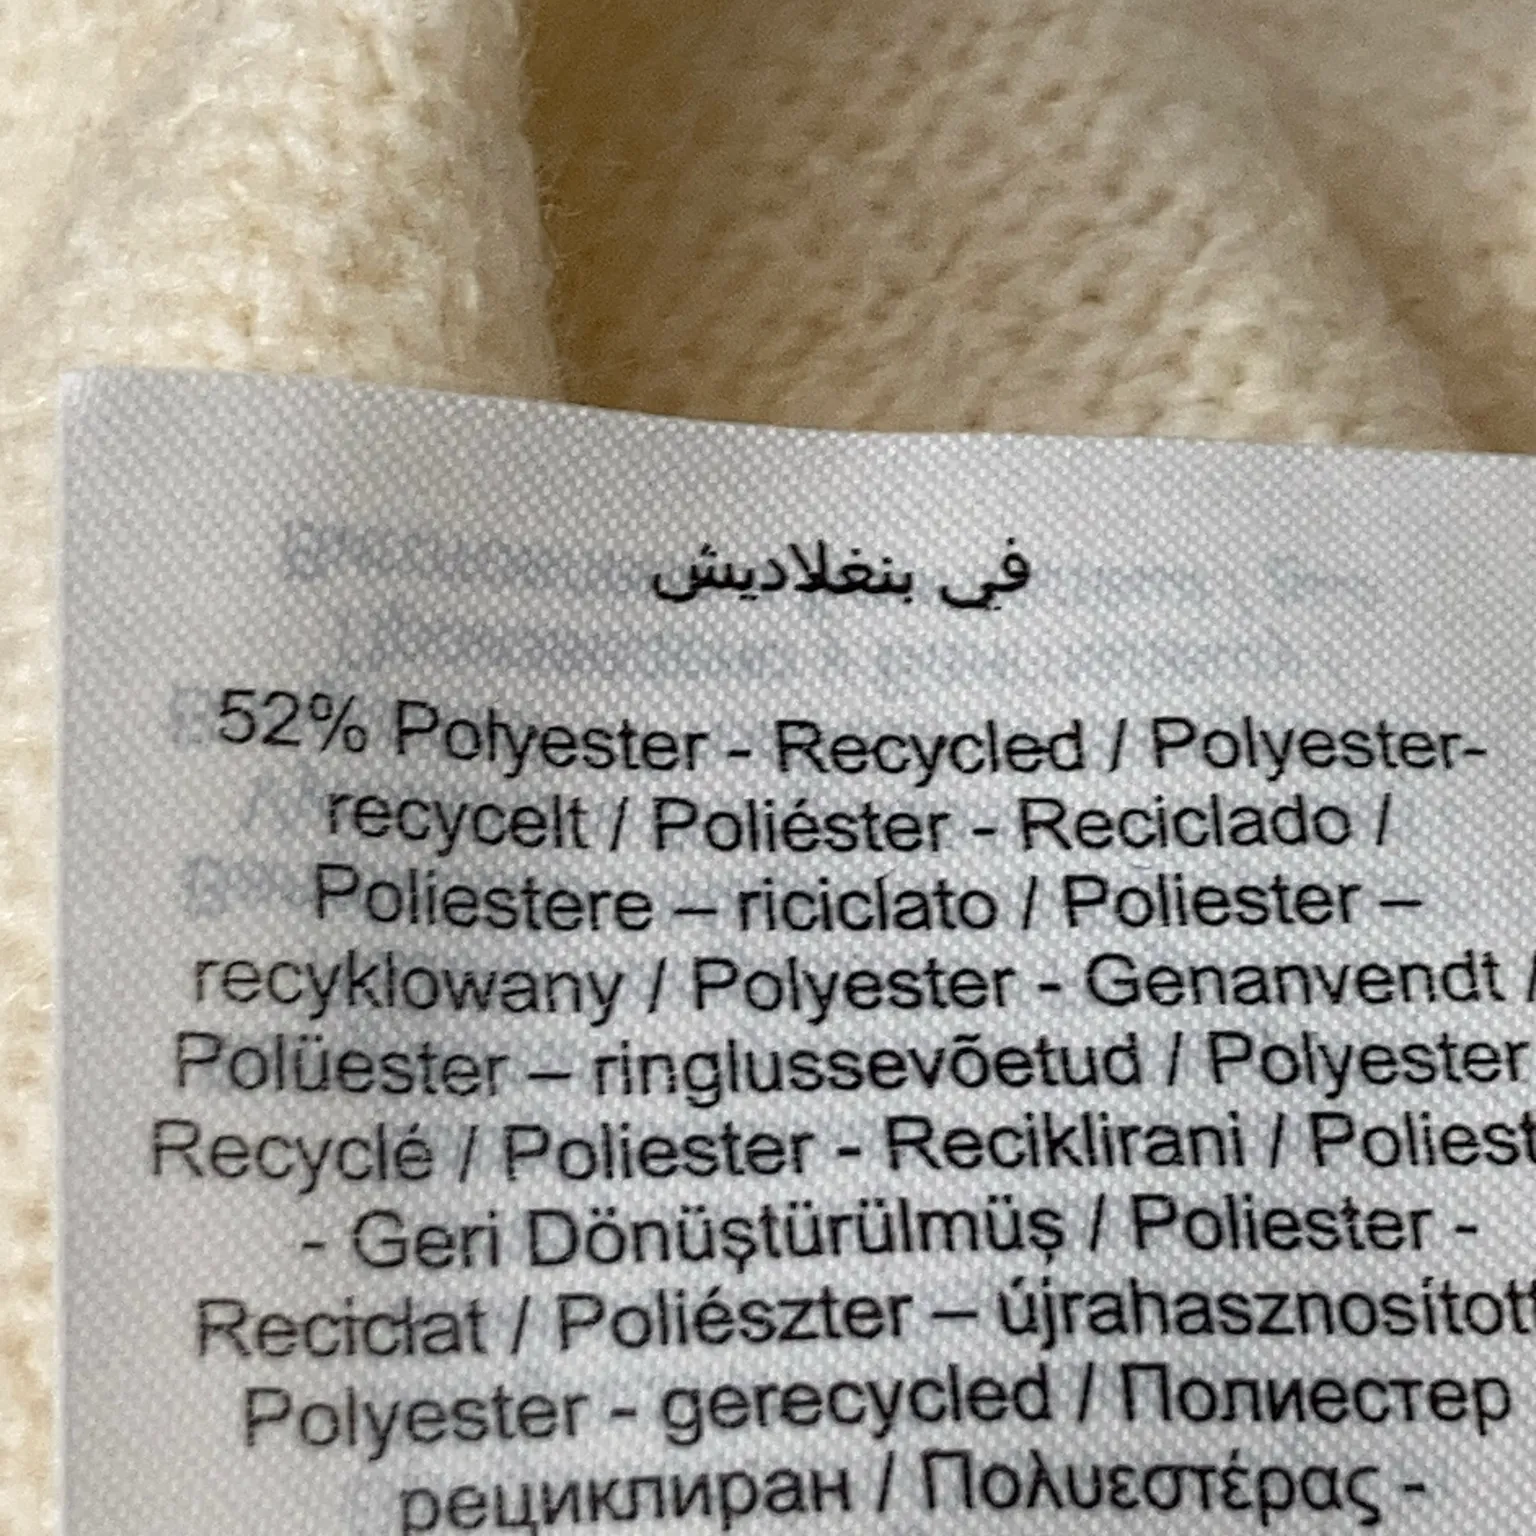 في بنغلاديش
52% Polyester - Recycled / Polyester-
recycelt / Poliéster - Reciclado /
Poliestere – riciclato / Poliester –
recyklowany / Polyester - Genanvendt /
Polüester – ringlussevõetud / Polyester
Recyclé / Poliester - Reciklirani / Poliest
- Geri Dönüştürülmüş / Poliester -
Reciclat / Poliészter – újrahasznosított
Polyester - gerecycled / Полиестер
рециклиран / Πολυεστέρας -